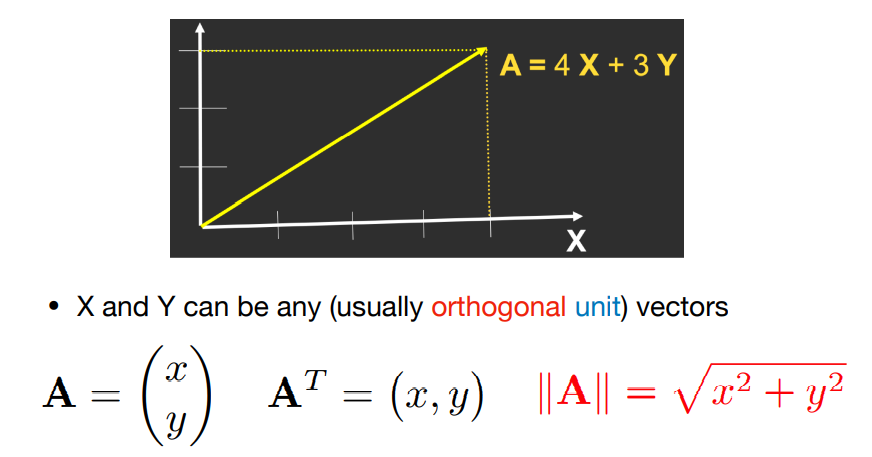 A = 4 X + 3 Y
X
• X and Y can be any (usually orthogonal unit) vectors
$\mathbf{A} = \begin{pmatrix} x \\ y \end{pmatrix}$ $\mathbf{A}^T = (x, y)$ $\|\mathbf{A}\| = \sqrt{x^2 + y^2}$